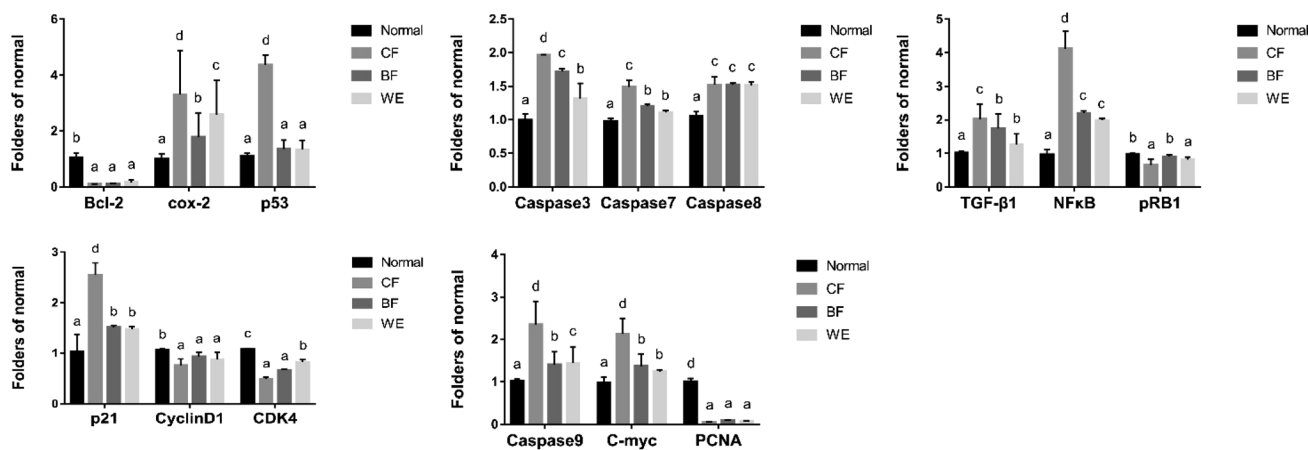 Folders of normal
6
4
2
0
b a a a
a d b c
a d a a
Bcl-2 cox-2 p53
Normal
CF
BF
WE
Folders of normal
2.5
2.0
1.5
1.0
0.5
0.0
a d c b
a c b b
a c c c
Caspase3 Caspase7 Caspase8
Normal
CF
BF
WE
Folders of normal
5
4
3
2
1
0
a c b b
a d c c
b a b a
TGF-β1 NFκB pRB1
Normal
CF
BF
WE
Folders of normal
3
2
1
0
a d b b
b a a a
c a a b
p21 CyclinD1 CDK4
Normal
CF
BF
WE
Folders of normal
4
3
2
1
0
a d b c
a d b b
d a a a
Caspase9 C-myc PCNA
Normal
CF
BF
WE